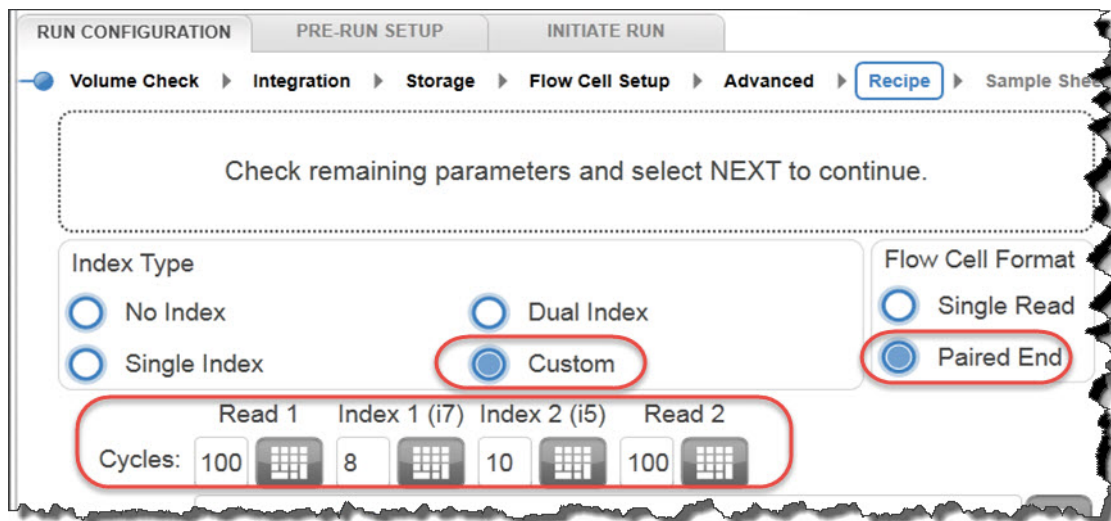 RUN CONFIGURATION PRE-RUN SETUP INITIATE RUN
Volume Check Integration Storage Flow Cell Setup Advanced Recipe Sample
Check remaining parameters and select NEXT to continue.
Index Type
No Index
Dual Index
Single Index
Custom
Flow Cell Format
Single Read
Paired End
Read 1 Index 1 (i7) Index 2 (i5) Read 2
Cycles: 100 8 10 100